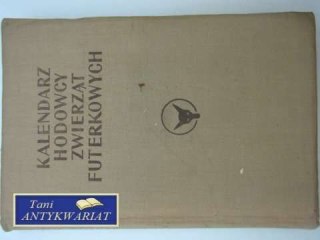 KALENDARZ
HODOWCY
ZWIERZĄT
FUTERKOWYCH
Tani
ANTYKWARIAT